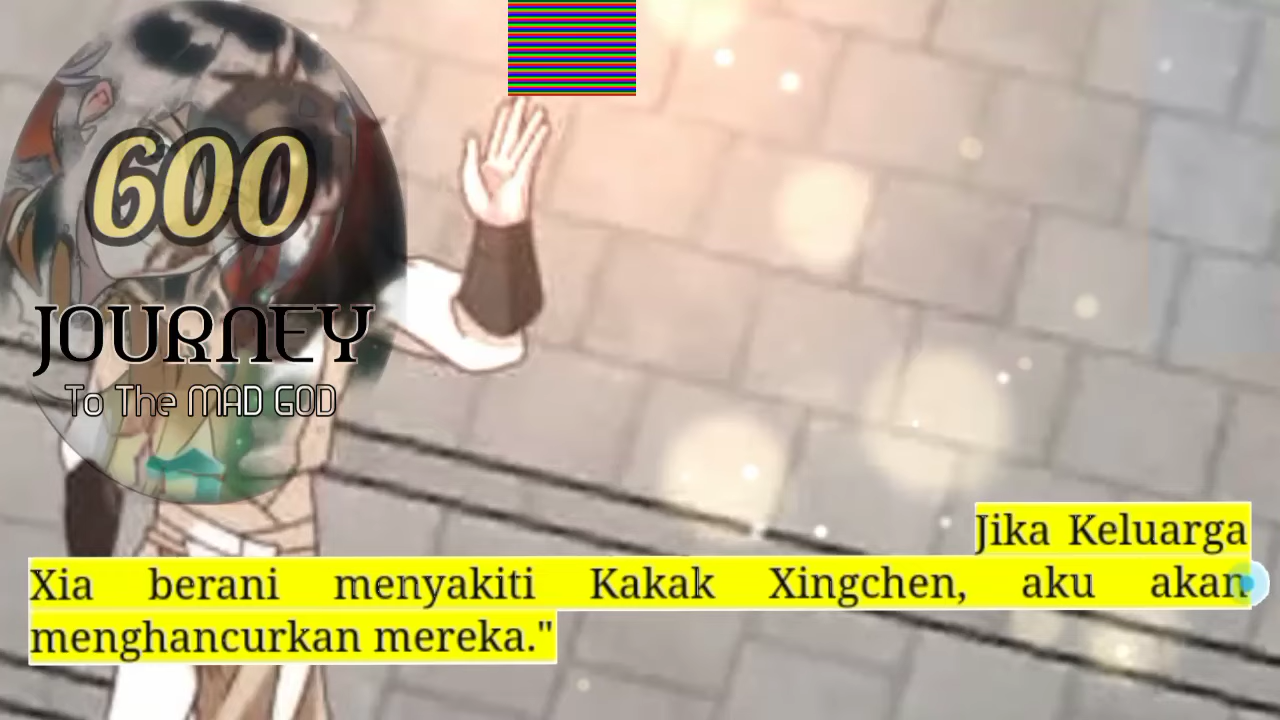 600
JOURNEY
To The MAD GOD
Jika Keluarga
Xia berani menyakiti Kakak Xingchen, aku akan
menghancurkan mereka."